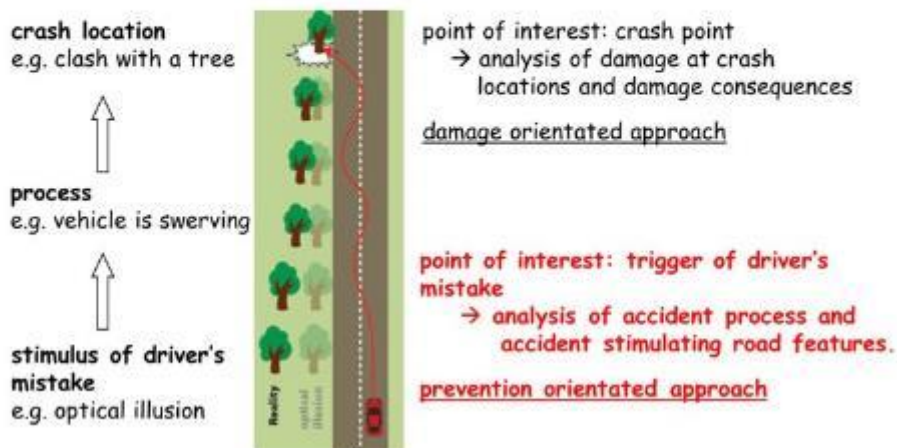 crash location
e.g. clash with a tree
process
e.g. vehicle is swerving
stimulus of driver's
mistake
e.g. optical illusion
Reality
optical
illusion
point of interest: crash point
→ analysis of damage at crash
locations and damage consequences
damage orientated approach
point of interest: trigger of driver's
mistake
→ analysis of accident process and
accident stimulating road features.
prevention orientated approach